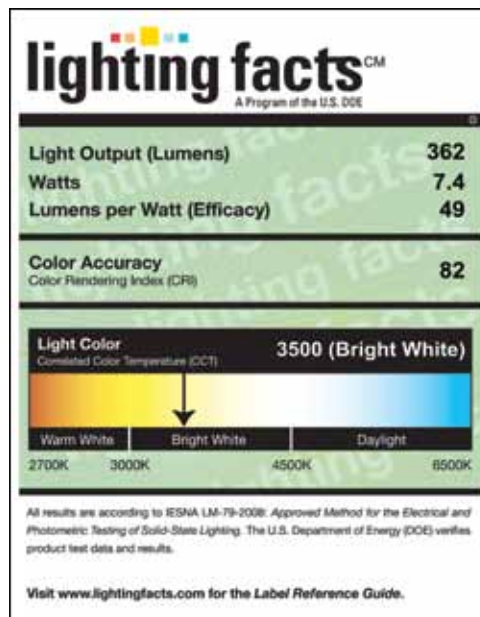 lighting facts CM
A Program of the U.S. DOE
Light Output (Lumens) 362
Watts 7.4
Lumens per Watt (Efficacy) 49
Color Accuracy 82
Color Rendering Index (CRI)
Light Color 3500 (Bright White)
Correlated Color Temperature (CCT)
Warm White Bright White Daylight
2700K 3000K 4500K 6500K
All results are according to IESNA LM-79-2008: Approved Method for the Electrical and
Photometric Testing of Solid-State Lighting. The U.S. Department of Energy (DOE) verifies
product test data and results.
Visit www.lightingfacts.com for the Label Reference Guide.